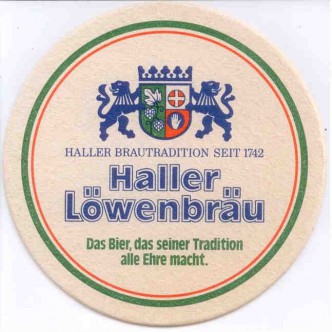 HALLER BRAUTRADITION SEIT 1742
Haller
Löwenbräu
Das Bier, das seiner Tradition
alle Ehre macht.